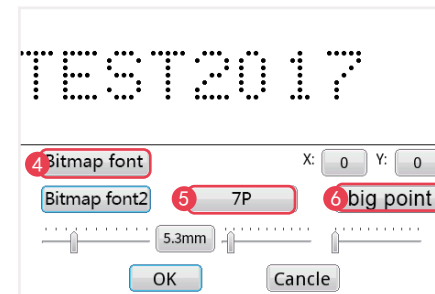 TEST2017
4 Bitmap font X: 0 Y: 0
Bitmap font2 5 7P 6 big point
5.3mm
OK Cancle